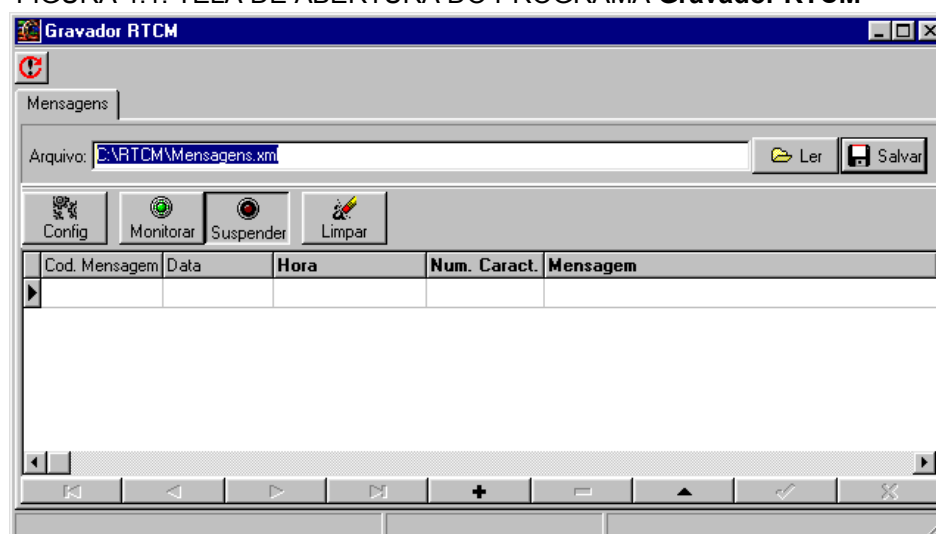 FIGURA 4.1: TELA DE ABERTURA DO PROGRAMA Gravador RTCM
Gravador RTCM
Mensagens
Arquivo: C:\RTCM\Mensagens.xml Ler Salvar
Config Monitorar Suspender Limpar
Cod. Mensagem Data Hora Num. Caract. Mensagem